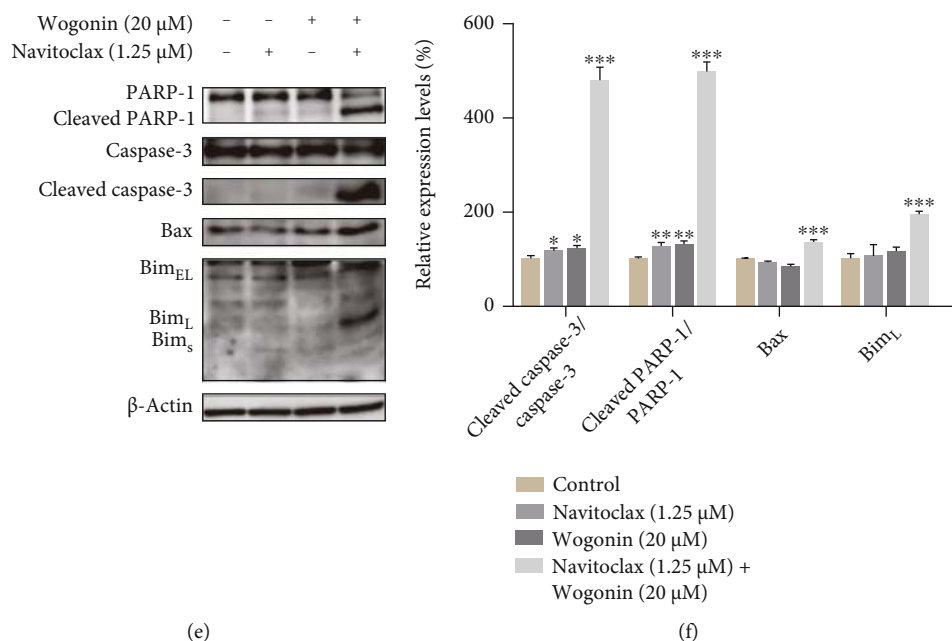 Wogonin (20 μM) – – + +
Navitoclax (1.25 μM) – + – +
PARP-1
Cleaved PARP-1
Caspase-3
Cleaved caspase-3
Bax
Bim_EL
Bim_L
Bim_s
β-Actin
(e)
Relative expression levels (%)
600
400
200
0
*** *** *** ***
* * ** **
Cleaved caspase-3/
caspase-3
Cleaved PARP-1/
PARP-1
Bax
Bim_L
Control
Navitoclax (1.25 μM)
Wogonin (20 μM)
Navitoclax (1.25 μM) +
Wogonin (20 μM)
(f)